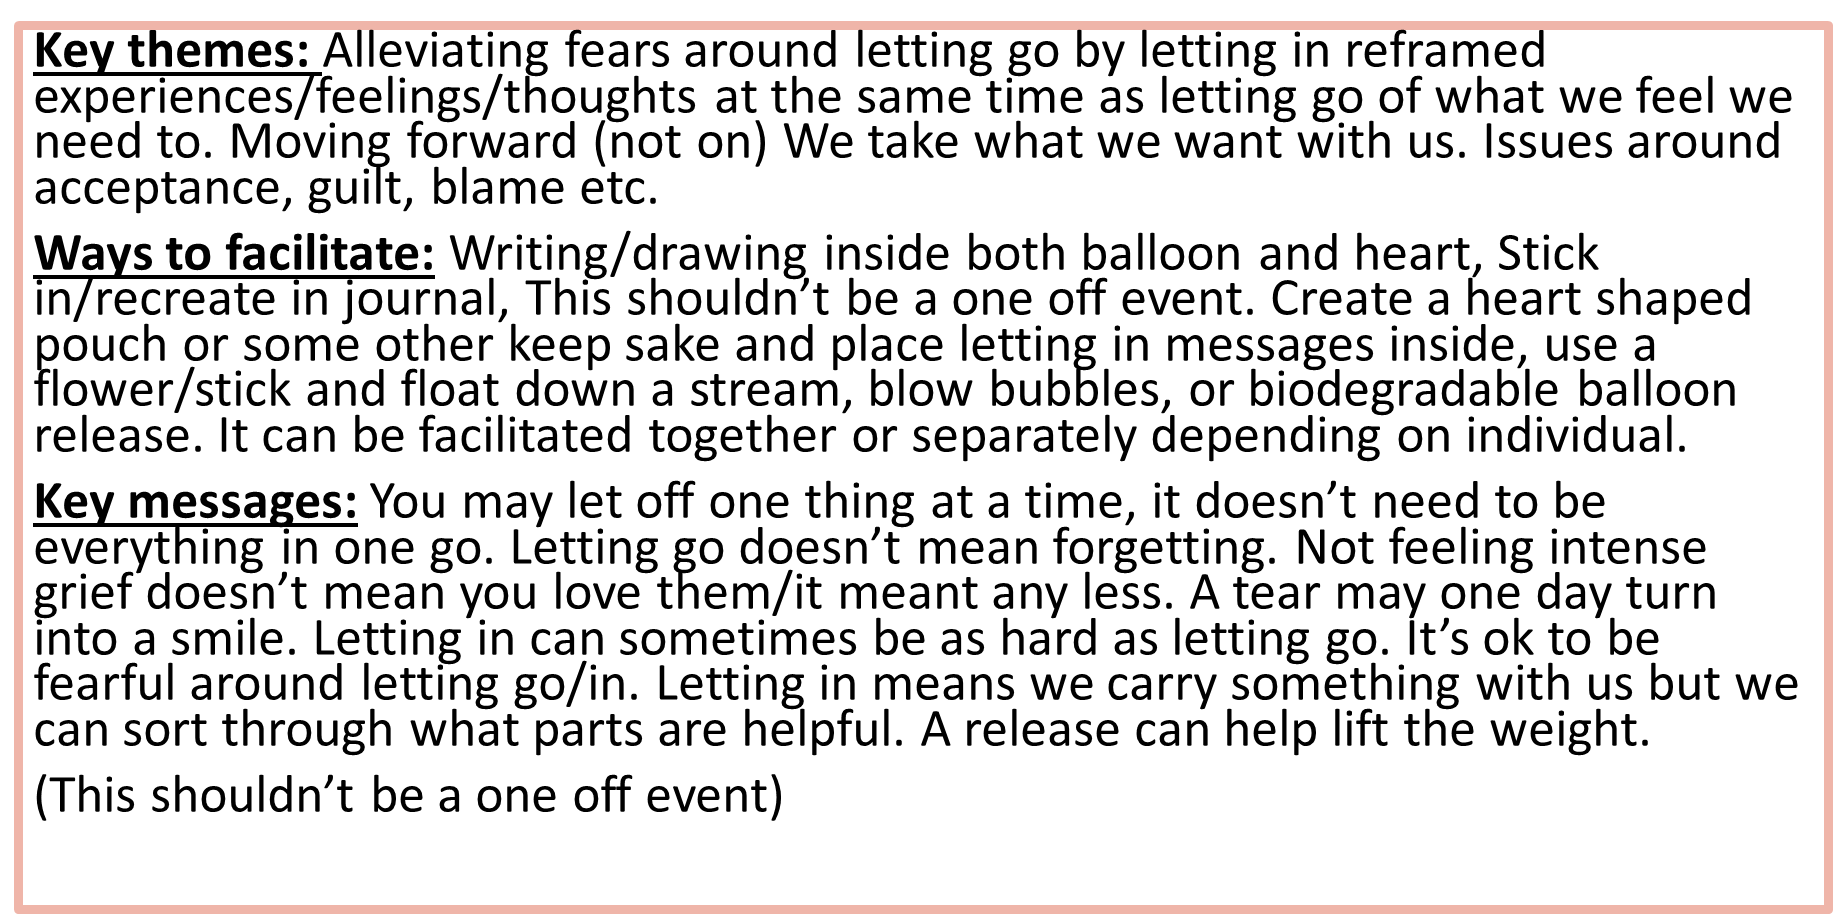 Key themes: Alleviating fears around letting go by letting in reframed
experiences/feelings/thoughts at the same time as letting go of what we feel we
need to. Moving forward (not on) We take what we want with us. Issues around
acceptance, guilt, blame etc.
Ways to facilitate: Writing/drawing inside both balloon and heart, Stick
in/recreate in journal, This shouldn’t be a one off event. Create a heart shaped
pouch or some other keep sake and place letting in messages inside, use a
flower/stick and float down a stream, blow bubbles, or biodegradable balloon
release. It can be facilitated together or separately depending on individual.
Key messages: You may let off one thing at a time, it doesn’t need to be
everything in one go. Letting go doesn’t mean forgetting. Not feeling intense
grief doesn’t mean you love them/it meant any less. A tear may one day turn
into a smile. Letting in can sometimes be as hard as letting go. It’s ok to be
fearful around letting go/in. Letting in means we carry something with us but we
can sort through what parts are helpful. A release can help lift the weight.
(This shouldn’t be a one off event)